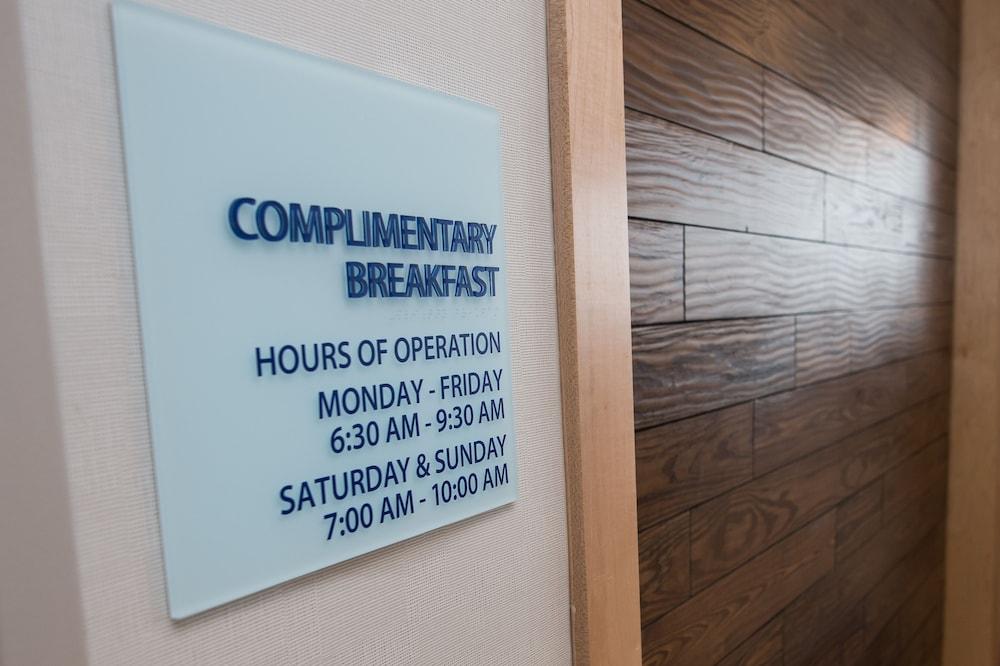 COMPLIMENTARY
BREAKFAST
HOURS OF OPERATION
MONDAY - FRIDAY
6:30 AM - 9:30 AM
SATURDAY & SUNDAY
7:00 AM - 10:00 AM